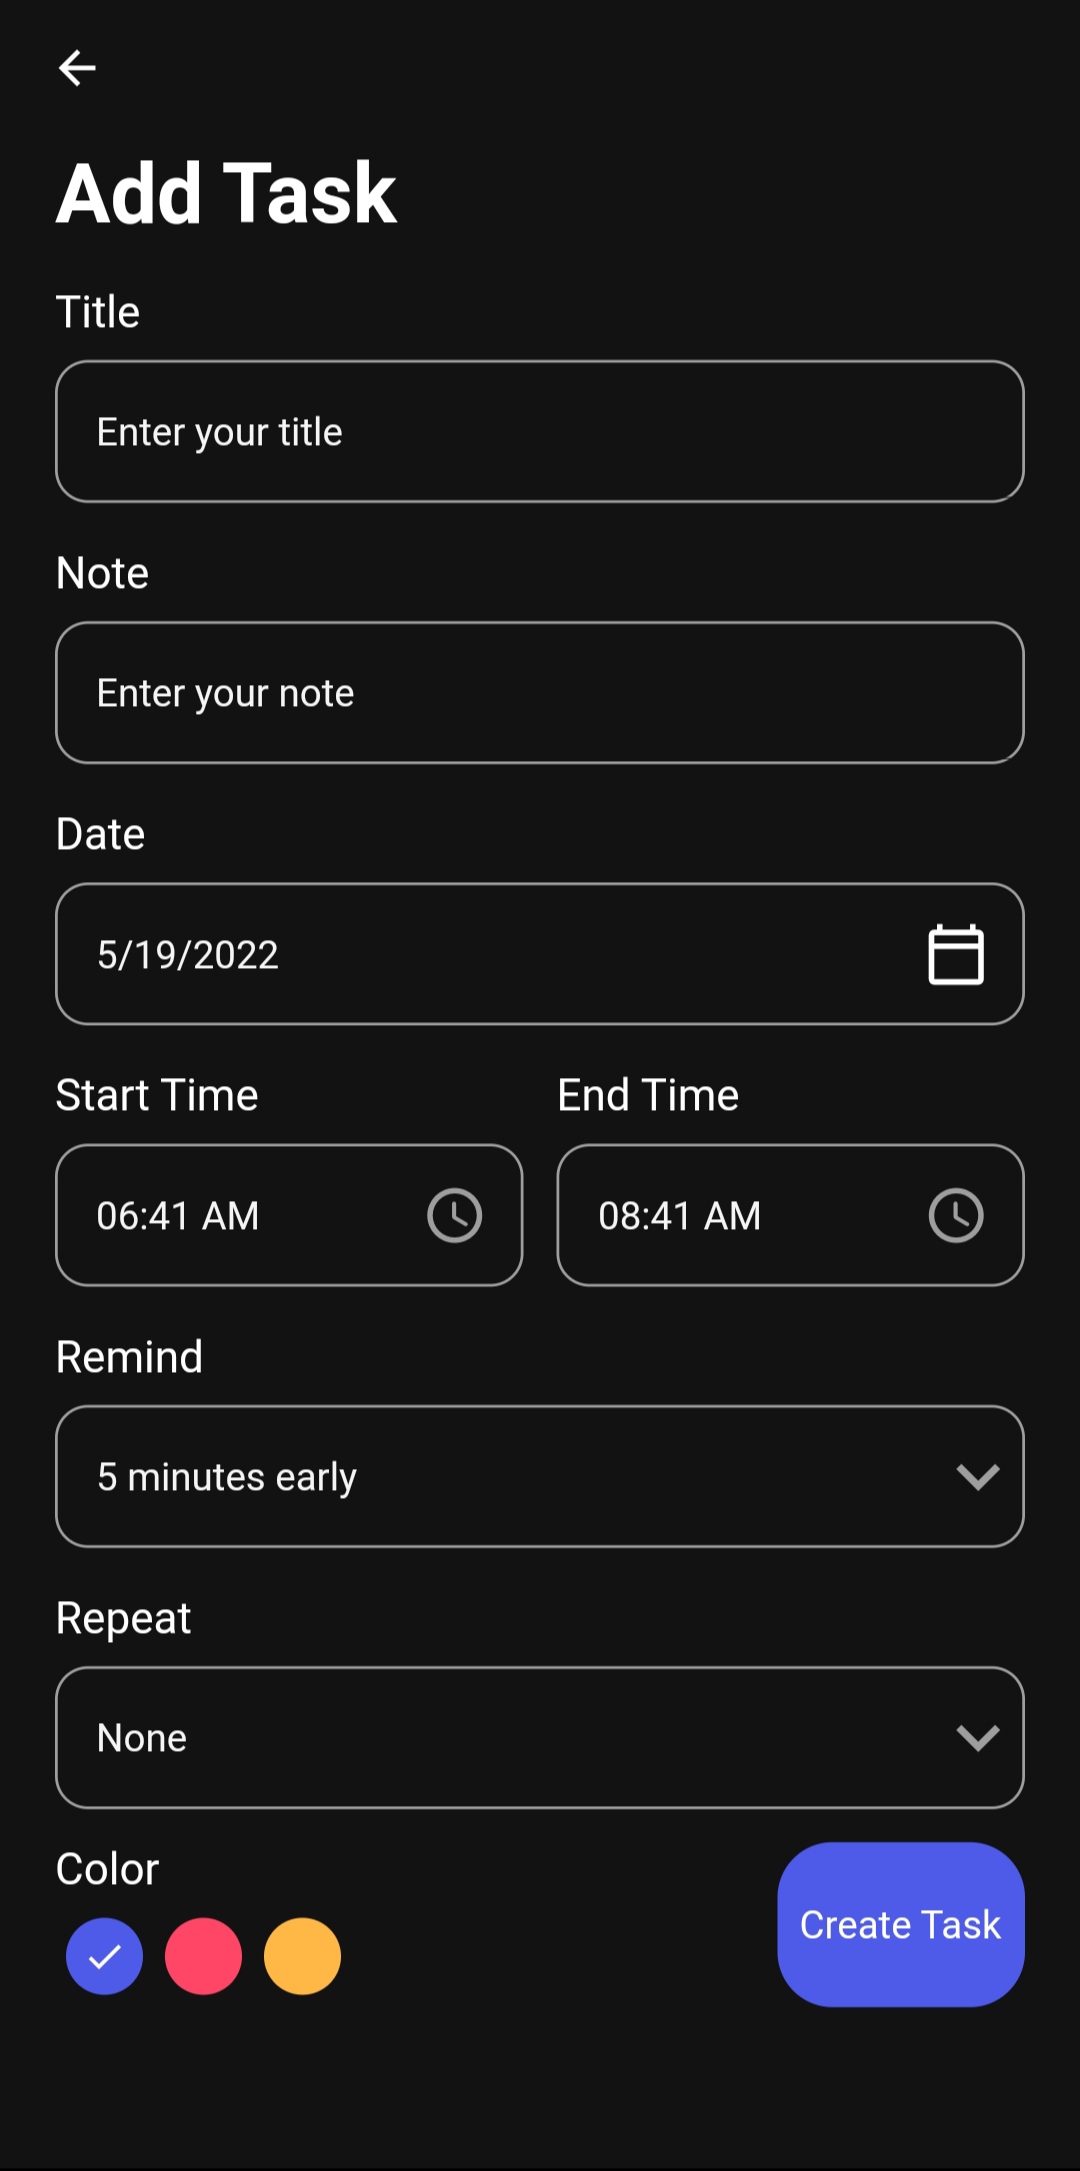 Add Task
Title
Enter your title
Note
Enter your note
Date
5/19/2022
Start Time End Time
06:41 AM 08:41 AM
Remind
5 minutes early
Repeat
None
Color
Create Task